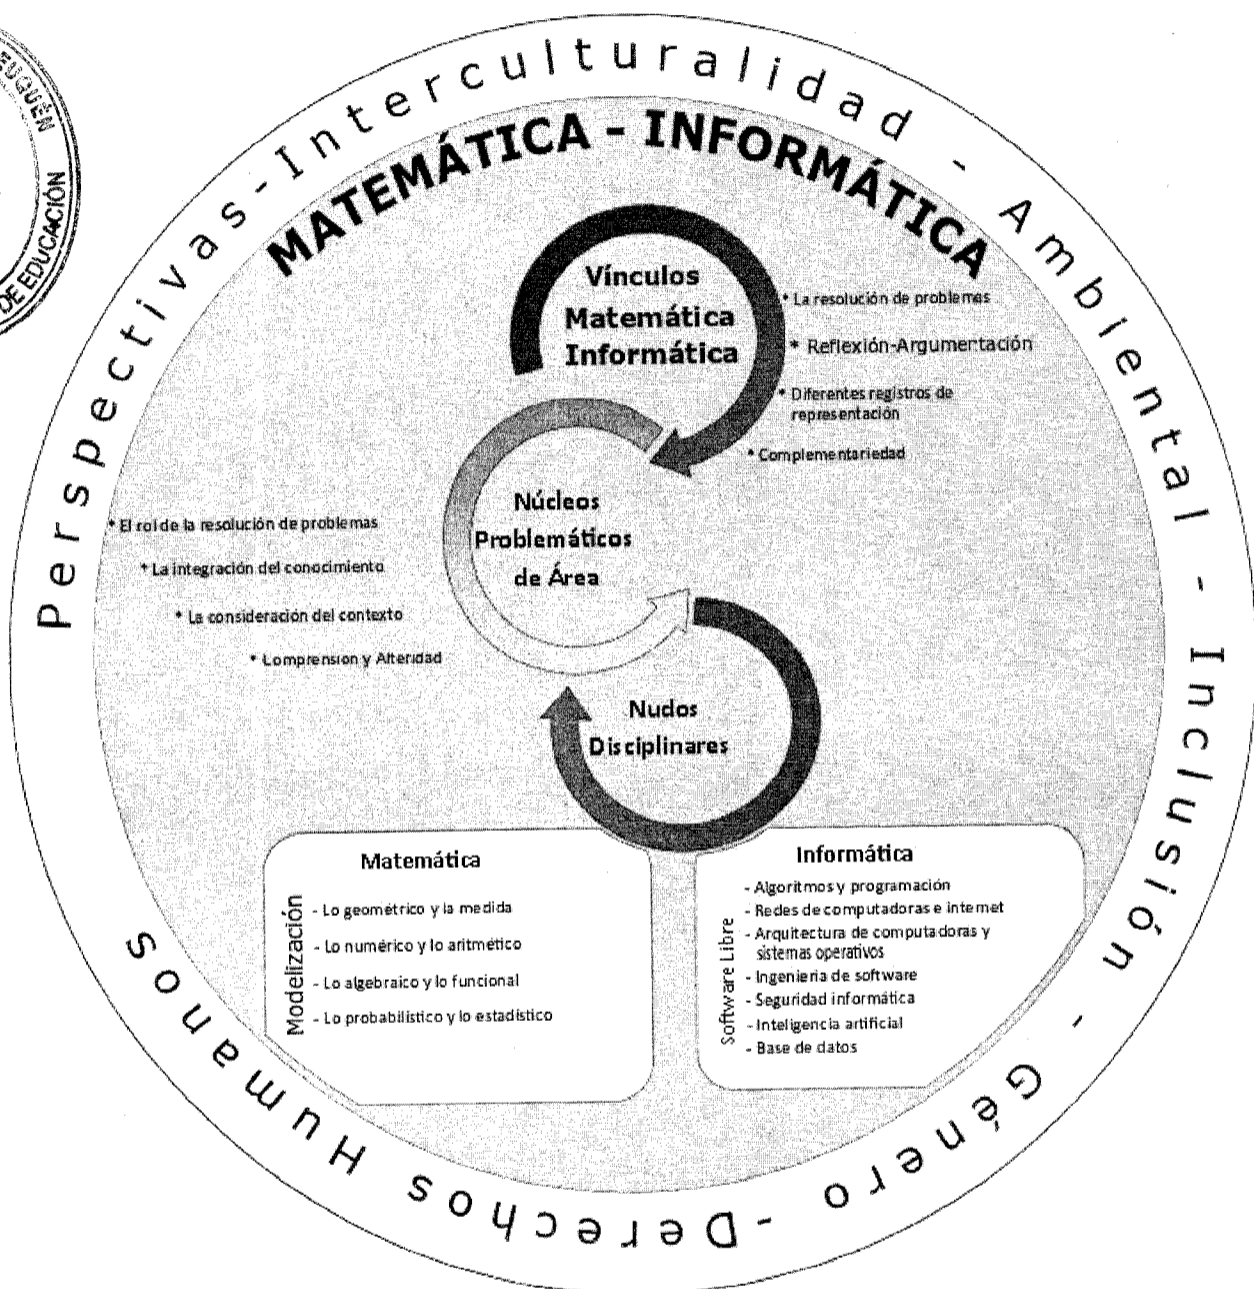 EUQUÉN
DE EDUCACIÓN
Perspectivas-Interculturalidad - Ambiental - Inclusión - Género -Derechos Humanos
MATEMÁTICA - INFORMÁTICA
Vínculos
Matemática
Informática
* La resolución de problemas
* Reflexión-Argumentación
* Diferentes registros de
representación
* Complementariedad
Núcleos
Problemáticos
de Área
* El rol de la resolución de problemas
* La integración del conocimiento
* La consideración del contexto
* Comprensión y Alteridad
Nudos
Disciplinares
Matemática
Modelización
- Lo geométrico y la medida
- Lo numérico y lo aritmético
- Lo algebraico y lo funcional
- Lo probabilístico y lo estadístico
Informática
Software Libre
- Algoritmos y programación
- Redes de computadoras e internet
- Arquitectura de computadoras y
sistemas operativos
- Ingeniería de software
- Seguridad informática
- Inteligencia artificial
- Base de datos